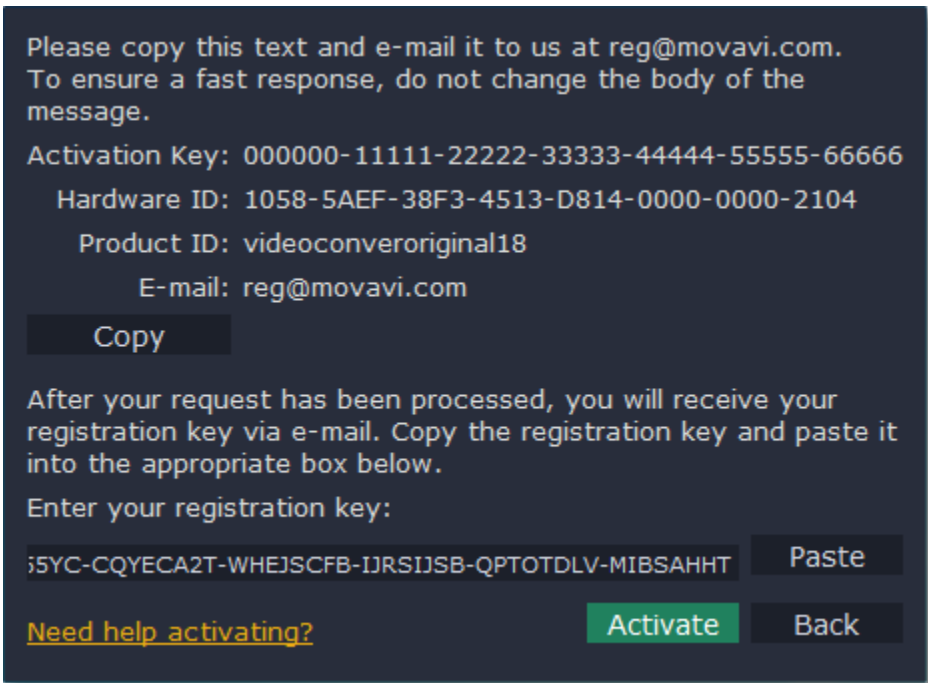 Please copy this text and e-mail it to us at reg@movavi.com.
To ensure a fast response, do not change the body of the
message.
Activation Key: 000000-11111-22222-33333-44444-55555-66666
Hardware ID: 1058-5AEF-38F3-4513-D814-0000-0000-2104
Product ID: videoconveroriginal18
E-mail: reg@movavi.com
Copy
After your request has been processed, you will receive your
registration key via e-mail. Copy the registration key and paste it
into the appropriate box below.
Enter your registration key:
55YC-CQYECA2T-WHEJSCFB-IJRSIJSB-QPTOTDLV-MIBSAHHT
Paste
Need help activating?
Activate
Back